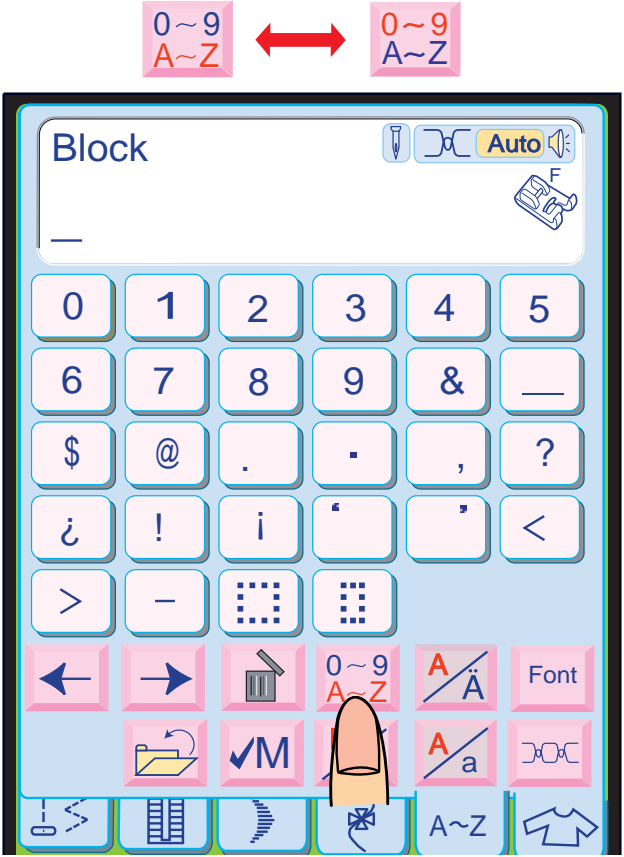 0~9 0~9
A~Z A~Z
Block Auto
F
_
0 1 2 3 4 5
6 7 8 9 & _
$ @ . · , ?
¿ ! ¡ ‘ ’ <
> –
0~9 A Ä Font
A~Z
✓M A a
A~Z